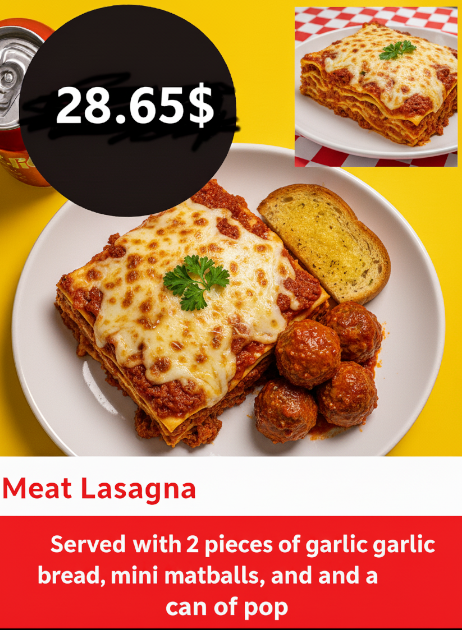 28.65$
Meat Lasagna
Served with 2 pieces of garlic garlic
bread, mini matballs, and and a
can of pop